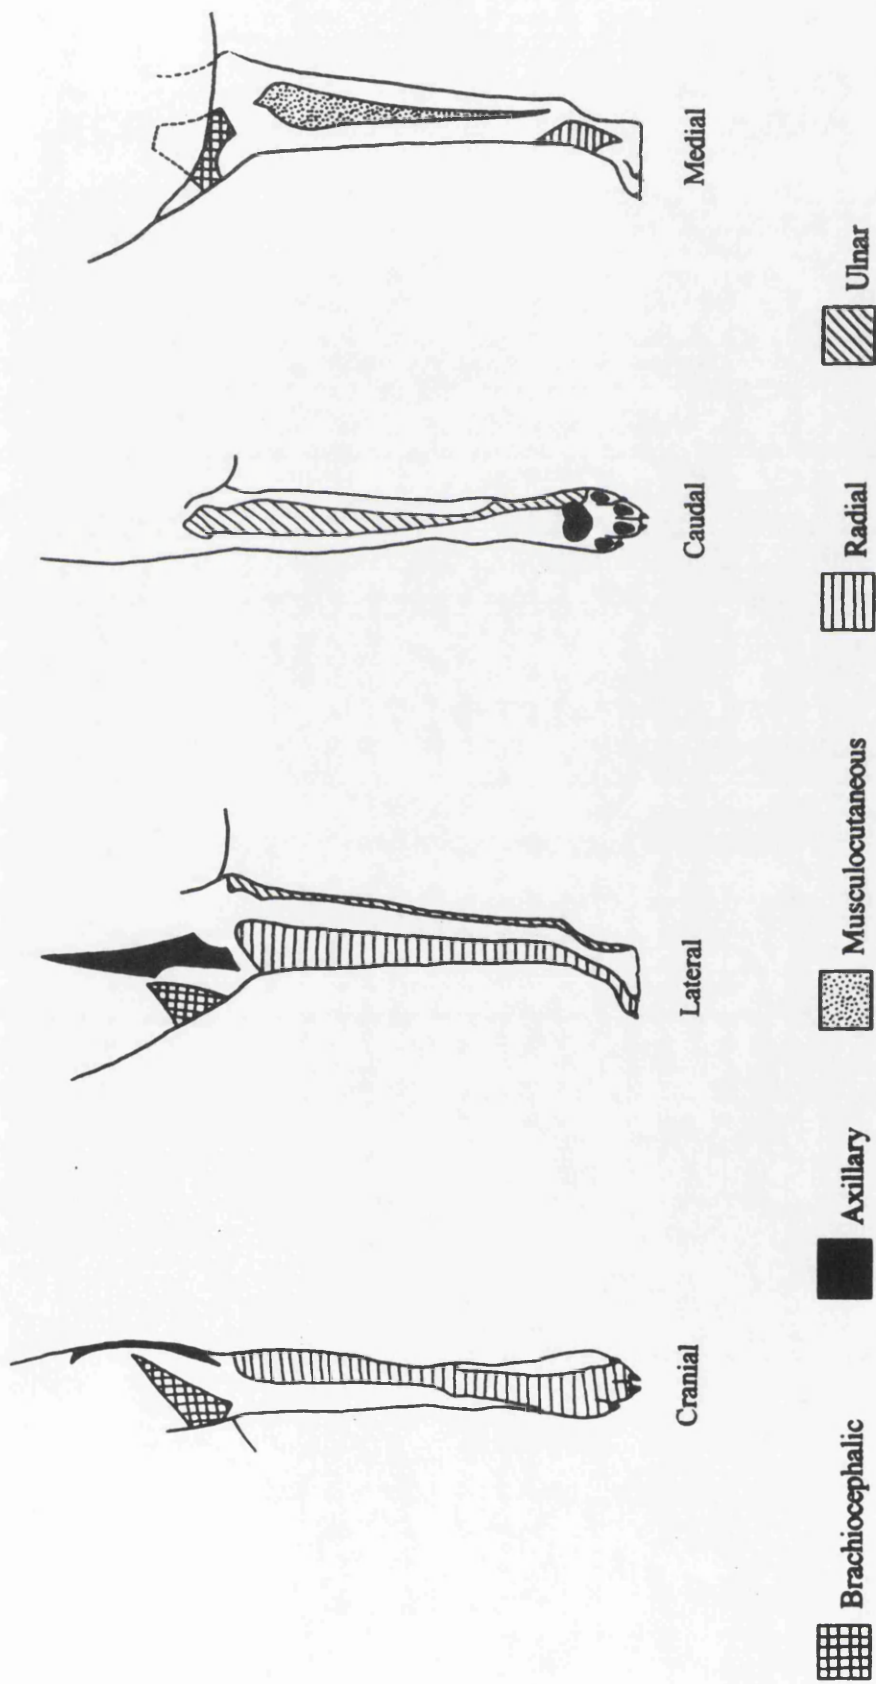 Cranial
Lateral
Caudal
Medial
Brachiocephalic
Axillary
Musculocutaneous
Radial
Ulnar